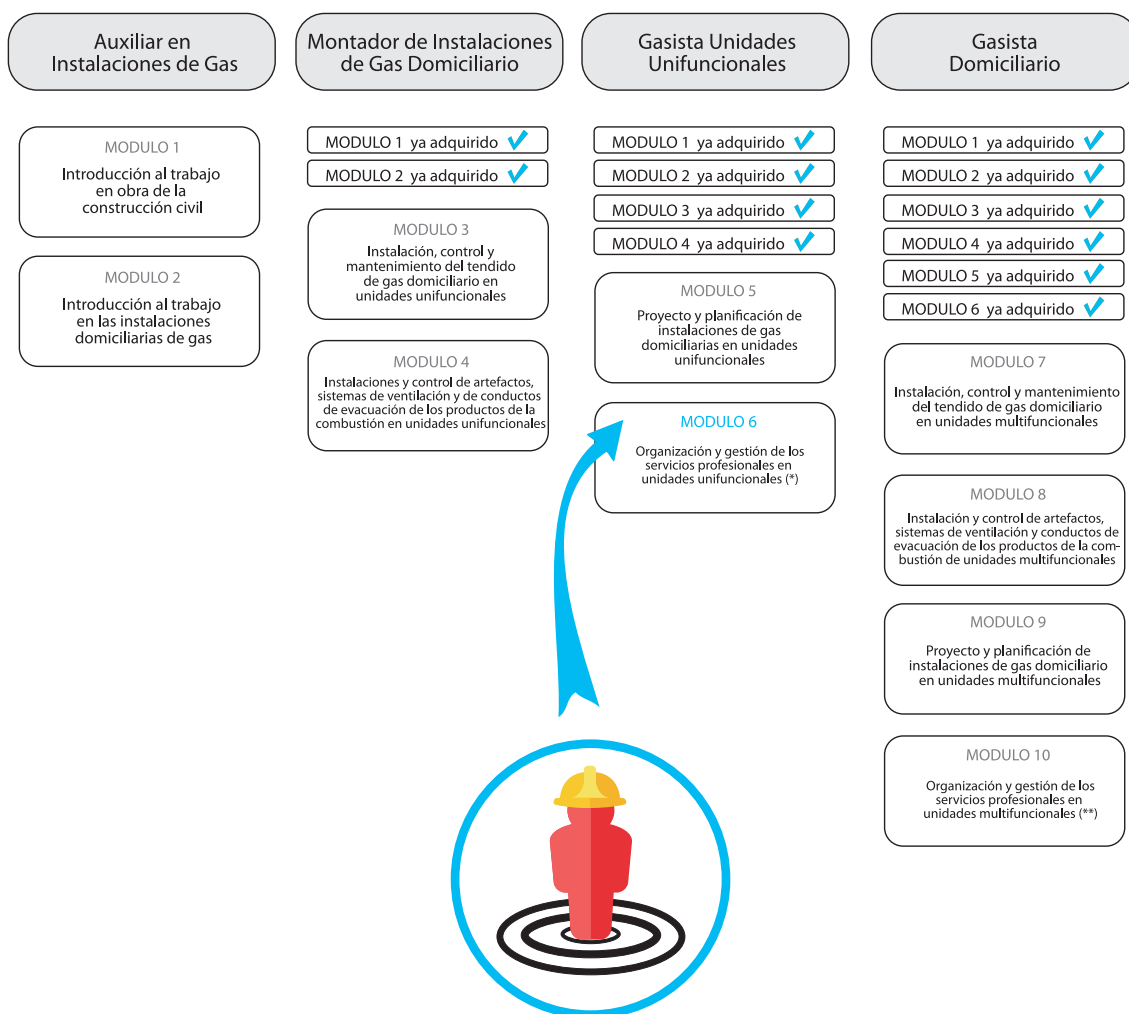 Auxiliar en
Instalaciones de Gas
MODULO 1
Introducción al trabajo
en obra de la
construcción civil
MODULO 2
Introducción al trabajo
en las instalaciones
domiciliarias de gas
Montador de Instalaciones
de Gas Domiciliario
MODULO 1 ya adquirido
MODULO 2 ya adquirido
MODULO 3
Instalación, control y
mantenimiento del tendido
de gas domiciliario en
unidades unifuncionales
MODULO 4
Instalaciones y control de artefactos,
sistemas de ventilación y de conductos
de evacuación de los productos de la
combustión en unidades unifuncionales
Gasista Unidades
Unifuncionales
MODULO 1 ya adquirido
MODULO 2 ya adquirido
MODULO 3 ya adquirido
MODULO 4 ya adquirido
MODULO 5
Proyecto y planificación de
instalaciones de gas
domiciliarias en unidades
unifuncionales
MODULO 6
Organización y gestión de los
servicios profesionales en
unidades unifuncionales (*)
Gasista
Domiciliario
MODULO 1 ya adquirido
MODULO 2 ya adquirido
MODULO 3 ya adquirido
MODULO 4 ya adquirido
MODULO 5 ya adquirido
MODULO 6 ya adquirido
MODULO 7
Instalación, control y mantenimiento
del tendido de gas domiciliario
en unidades multifuncionales
MODULO 8
Instalación y control de artefactos,
sistemas de ventilación y conductos de
evacuación de los productos de la com-
bustión de unidades multifuncionales
MODULO 9
Proyecto y planificación de
instalaciones de gas domiciliario
en unidades multifuncionales
MODULO 10
Organización y gestión de los
servicios profesionales en
unidades multifuncionales (**)